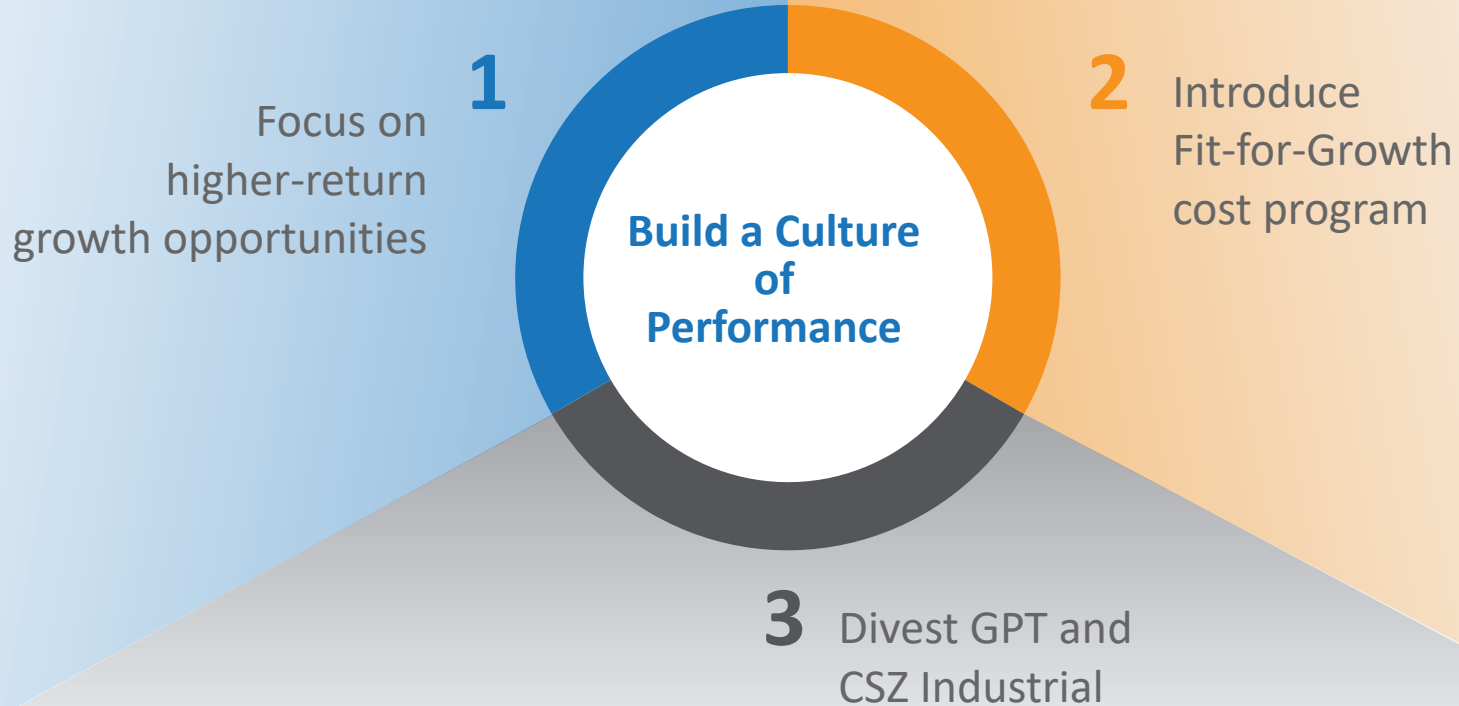 1
Focus on
higher-return
growth opportunities
2
Introduce
Fit-for-Growth
cost program
Build a Culture
of
Performance
3
Divest GPT and
CSZ Industrial